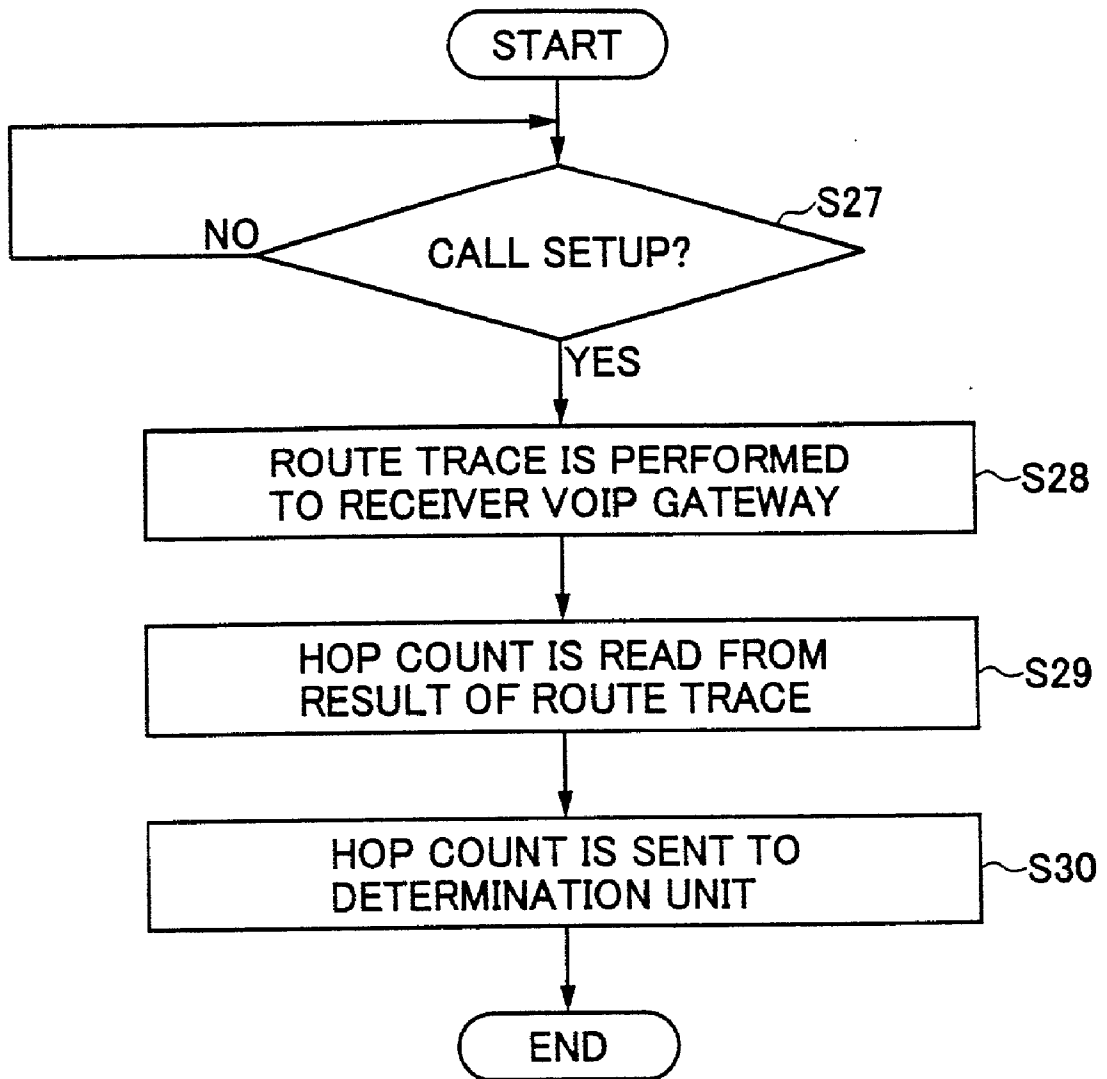 START
S27
NO
CALL SETUP?
YES
ROUTE TRACE IS PERFORMED
TO RECEIVER VOIP GATEWAY
S28
HOP COUNT IS READ FROM
RESULT OF ROUTE TRACE
S29
HOP COUNT IS SENT TO
DETERMINATION UNIT
S30
END